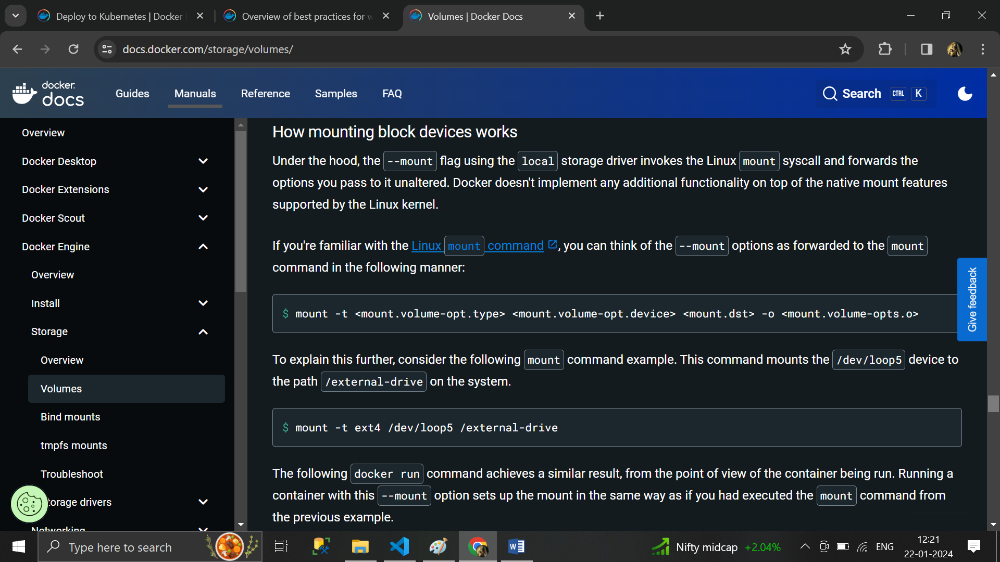 Deploy to Kubernetes | Docker
Overview of best practices for w
Volumes | Docker Docs
docs.docker.com/storage/volumes/
docker
docs
Guides
Manuals
Reference
Samples
FAQ
Search CTRL K
Overview
Docker Desktop
Docker Extensions
Docker Scout
Docker Engine
Overview
Install
Storage
Overview
Volumes
Bind mounts
tmpfs mounts
Troubleshoot
torage drivers
Networking
How mounting block devices works
Under the hood, the --mount flag using the local storage driver invokes the Linux mount syscall and forwards the
options you pass to it unaltered. Docker doesn't implement any additional functionality on top of the native mount features
supported by the Linux kernel.
If you're familiar with the Linux mount command, you can think of the --mount options as forwarded to the mount
command in the following manner:
$ mount -t <mount.volume-opt.type> <mount.volume-opt.device> <mount.dst> -o <mount.volume-opts.o>
To explain this further, consider the following mount command example. This command mounts the /dev/loop5 device to
the path /external-drive on the system.
$ mount -t ext4 /dev/loop5 /external-drive
The following docker run command achieves a similar result, from the point of view of the container being run. Running a
container with this --mount option sets up the mount in the same way as if you had executed the mount command from
the previous example.
Give feedback
Type here to search
Nifty midcap +2.04%
ENG
12:21
22-01-2024